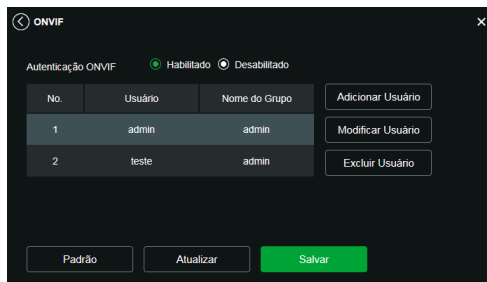 ONVIF
Autenticação ONVIF Habilitado Desabilitado
No. Usuário Nome do Grupo Adicionar Usuário
1 admin admin Modificar Usuário
2 teste admin Excluir Usuário
Padrão Atualizar Salvar